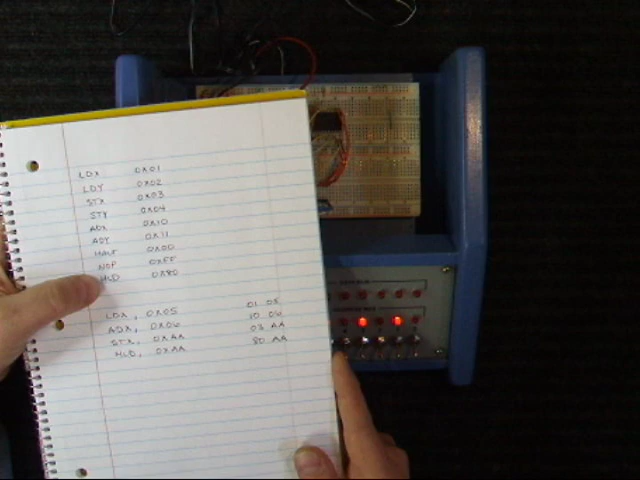 LDX 0X01
LDY 0X02
STX 0X03
STY 0X04
ADX 0X10
ADY 0X11
HALT 0X00
NOP 0XFF
HLD 0X80
LDX, 0X05 01 05
ADX, 0X06 10 06
STX, 0XAA 03 AA
HLD, 0XAA 80 AA